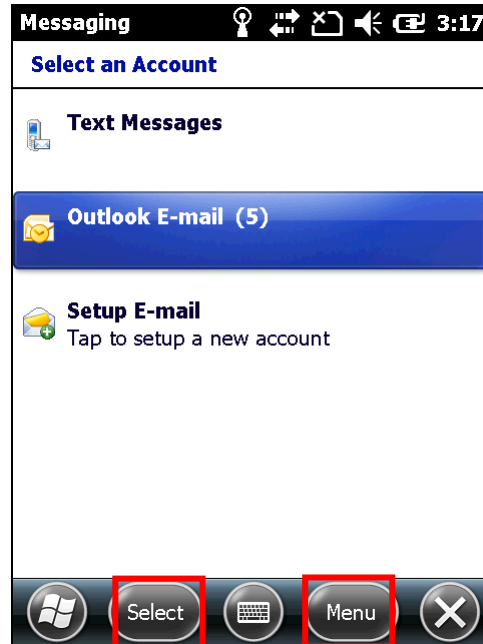 Messaging 3:17
Select an Account
Text Messages
Outlook E-mail (5)
Setup E-mail
Tap to setup a new account
Select Menu